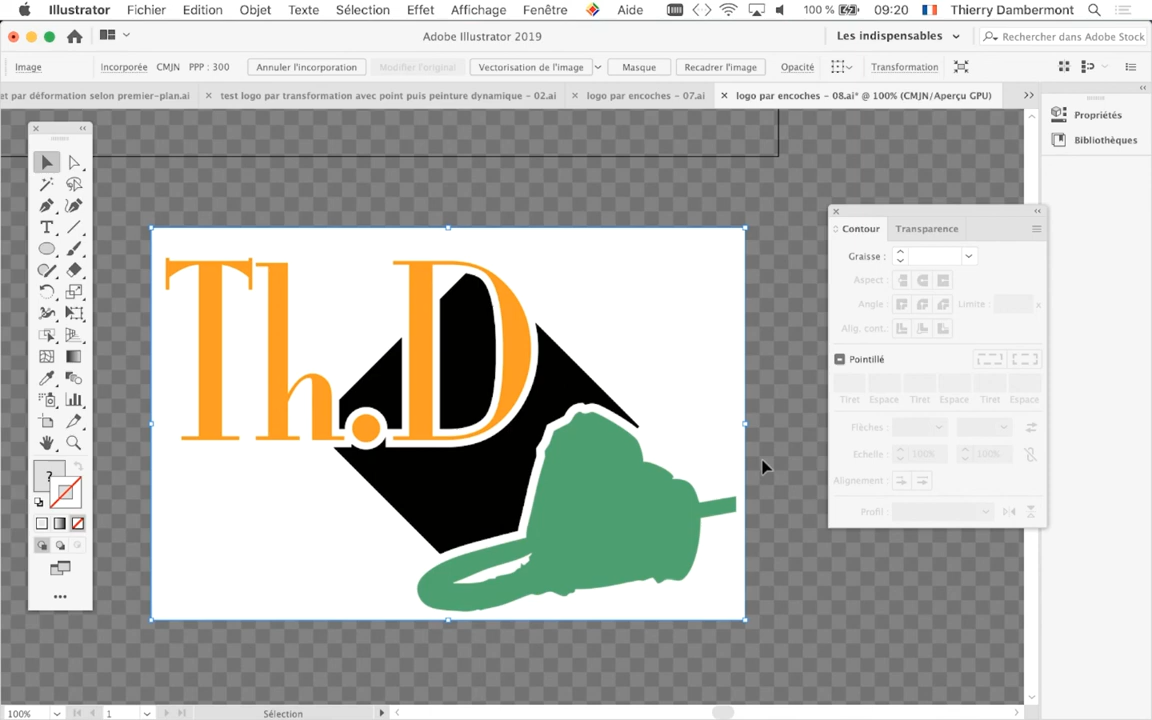 Illustrator Fichier Edition Objet Texte Sélection Effet Affichage Fenêtre Aide 100 % 09:20 Thierry Dambermont
Adobe Illustrator 2019 Les indispensables Rechercher dans Adobe Stock
Image Incorporée CMJN PPP : 300 Annuler l'incorporation Modifier l'original Vectorisation de l'image Masque Recadrer l'image Opacité Transformation
et par déformation selon premier-plan.ai × test logo par transformation avec point puis peinture dynamique - 02.ai × logo par encoches - 07.ai × logo par encoches - 08.ai* @ 100% (CMJN/Aperçu GPU)
Propriétés
Bibliothèques
Th.D
Contour Transparence
Graisse :
Aspect :
Angle : Limite : x
Alig. cont. :
Pointillé
Tiret Espace Tiret Espace Tiret Espace
Flèches :
Echelle : 100% 100%
Alignement :
Profil :
?
100% 1 Sélection